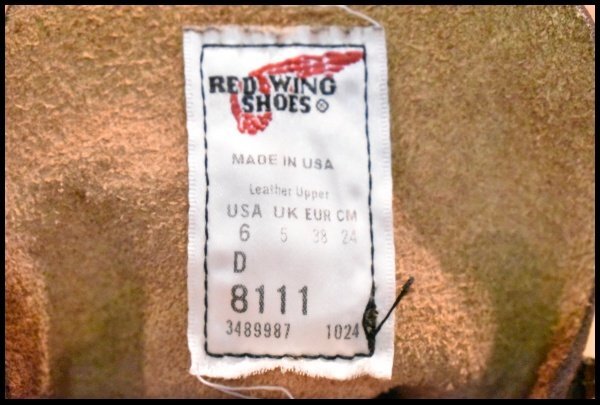 RED WING
SHOES
MADE IN USA
Leather Upper
USA UK EUR CM
6 5 38 24
D
8111
3489987 1024